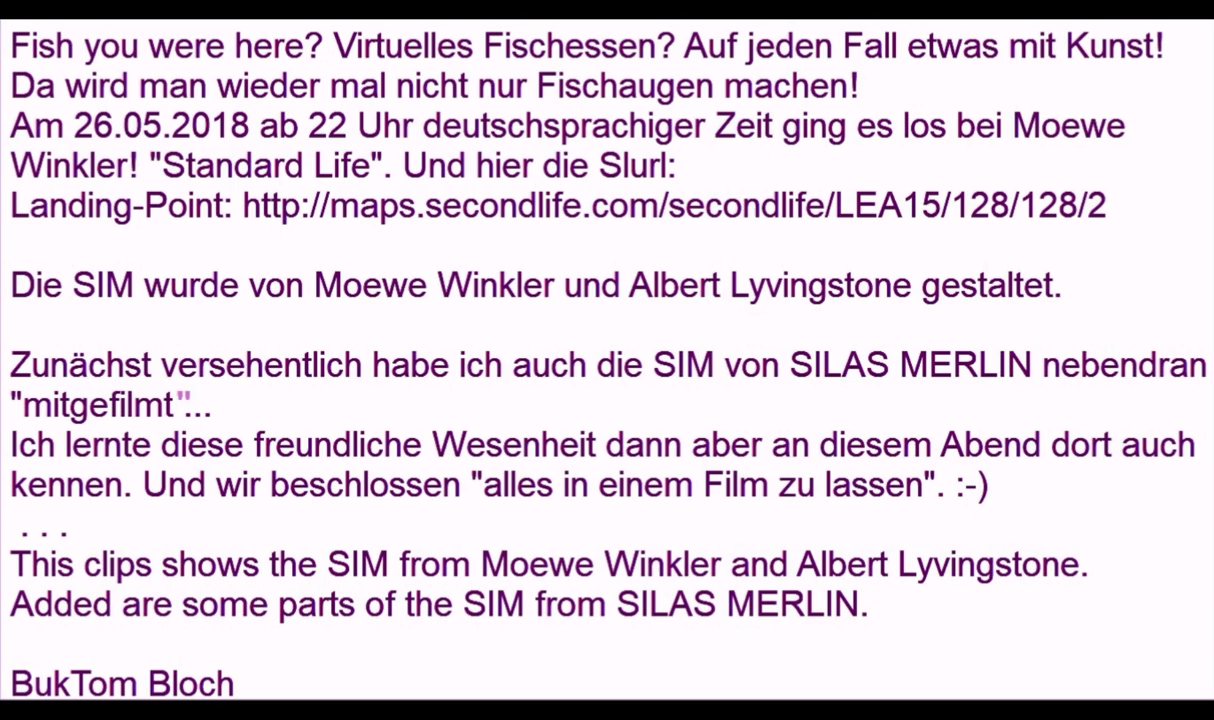 Fish you were here? Virtuelles Fischessen? Auf jeden Fall etwas mit Kunst!
Da wird man wieder mal nicht nur Fischaugen machen!
Am 26.05.2018 ab 22 Uhr deutschsprachiger Zeit ging es los bei Moewe
Winkler! "Standard Life". Und hier die Slurl:
Landing-Point: http://maps.secondlife.com/secondlife/LEA15/128/128/2
Die SIM wurde von Moewe Winkler und Albert Lyvingstone gestaltet.
Zunächst versehentlich habe ich auch die SIM von SILAS MERLIN nebendran
"mitgefilmt"...
Ich lernte diese freundliche Wesenheit dann aber an diesem Abend dort auch
kennen. Und wir beschlossen "alles in einem Film zu lassen". :-)
. . .
This clips shows the SIM from Moewe Winkler and Albert Lyvingstone.
Added are some parts of the SIM from SILAS MERLIN.
BukTom Bloch